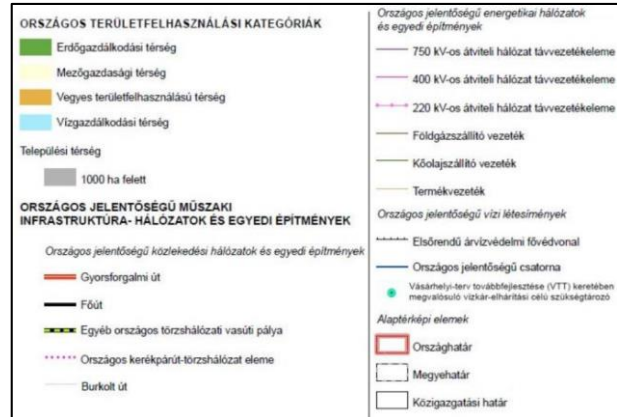 ORSZÁGOS TERÜLETFELHASZNÁLÁSI KATEGÓRIÁK
Erdőgazdálkodási térség
Mezőgazdasági térség
Vegyes területfelhasználású térség
Vízgazdálkodási térség
Települési térség
1000 ha felett
ORSZÁGOS JELENTŐSÉGŰ MŰSZAKI
INFRASTRUKTÚRA- HÁLÓZATOK ÉS EGYEDI ÉPÍTMÉNYEK
Országos jelentőségű közlekedési hálózatok és egyedi építmények
Gyorsforgalmi út
Főút
Egyéb országos törzshálózati vasúti pálya
Országos kerékpárút-törzshálózat eleme
Burkolt út
Országos jelentőségű energetikai hálózatok
és egyedi építmények
750 kV-os átviteli hálózat távvezetékeleme
400 kV-os átviteli hálózat távvezetékeleme
220 kV-os átviteli hálózat távvezetékeleme
Földgázszállító vezeték
Kőolajszállító vezeték
Termékvezeték
Országos jelentőségű vízi létesítmények
Elsőrendű árvízvédelmi fővédvonal
Országos jelentőségű csatorna
Vásárhelyi-terv továbbfejlesztése (VTT) keretében
megvalósuló vízkár-elhárítási célú szükségtározó
Alaptérképi elemek
Országhatár
Megyehatár
Közigazgatási határ